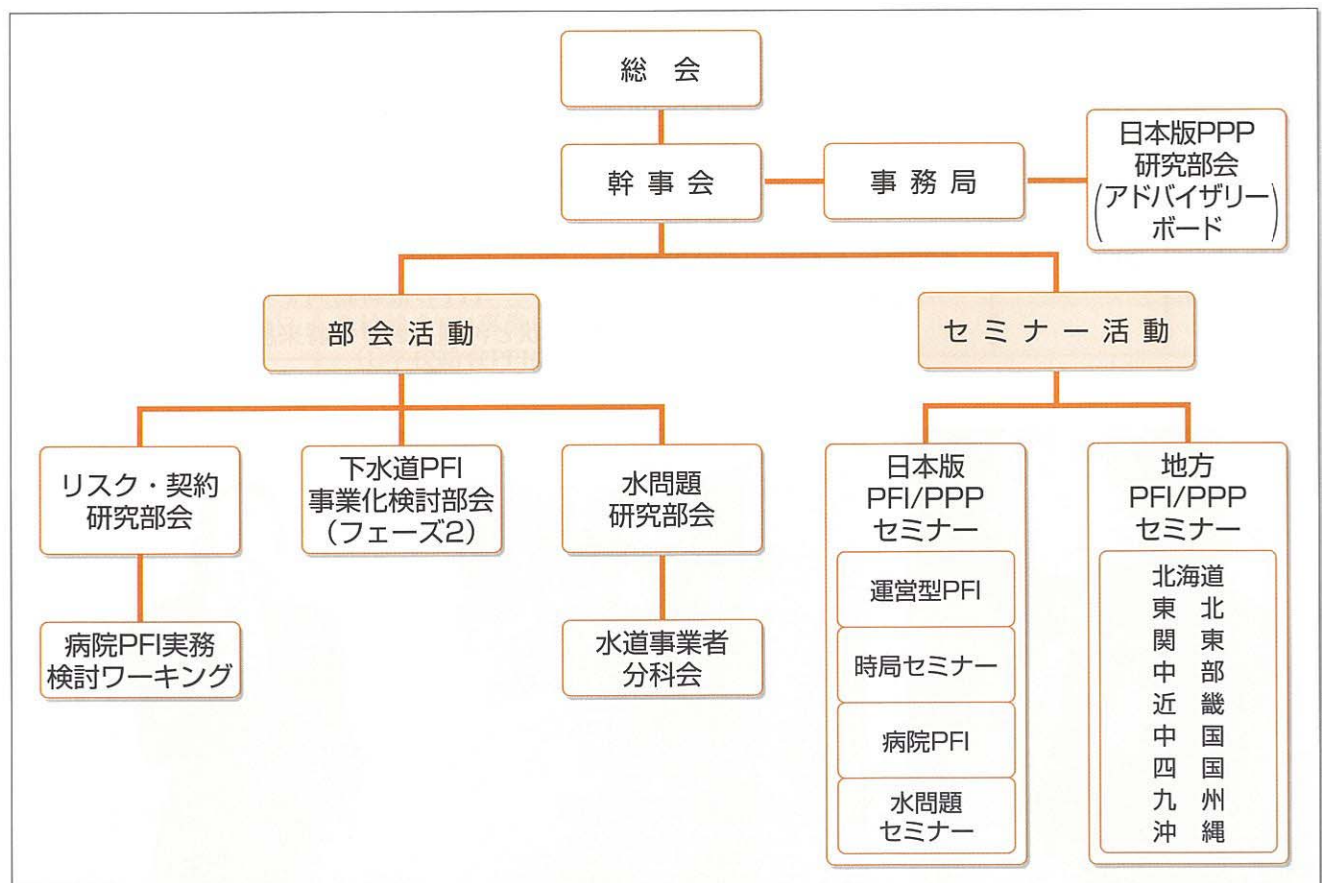 総会
幹事会
事務局
日本版PPP
研究部会
(アドバイザリー
ボード)
部会活動
セミナー活動
リスク・契約
研究部会
下水道PFI
事業化検討部会
(フェーズ2)
水問題
研究部会
病院PFI実務
検討ワーキング
水道事業者
分科会
日本版
PFI/PPP
セミナー
運営型PFI
時局セミナー
病院PFI
水問題
セミナー
地方
PFI/PPP
セミナー
北海道
東北
関東
中部
近畿
中国
四国
九州
沖縄